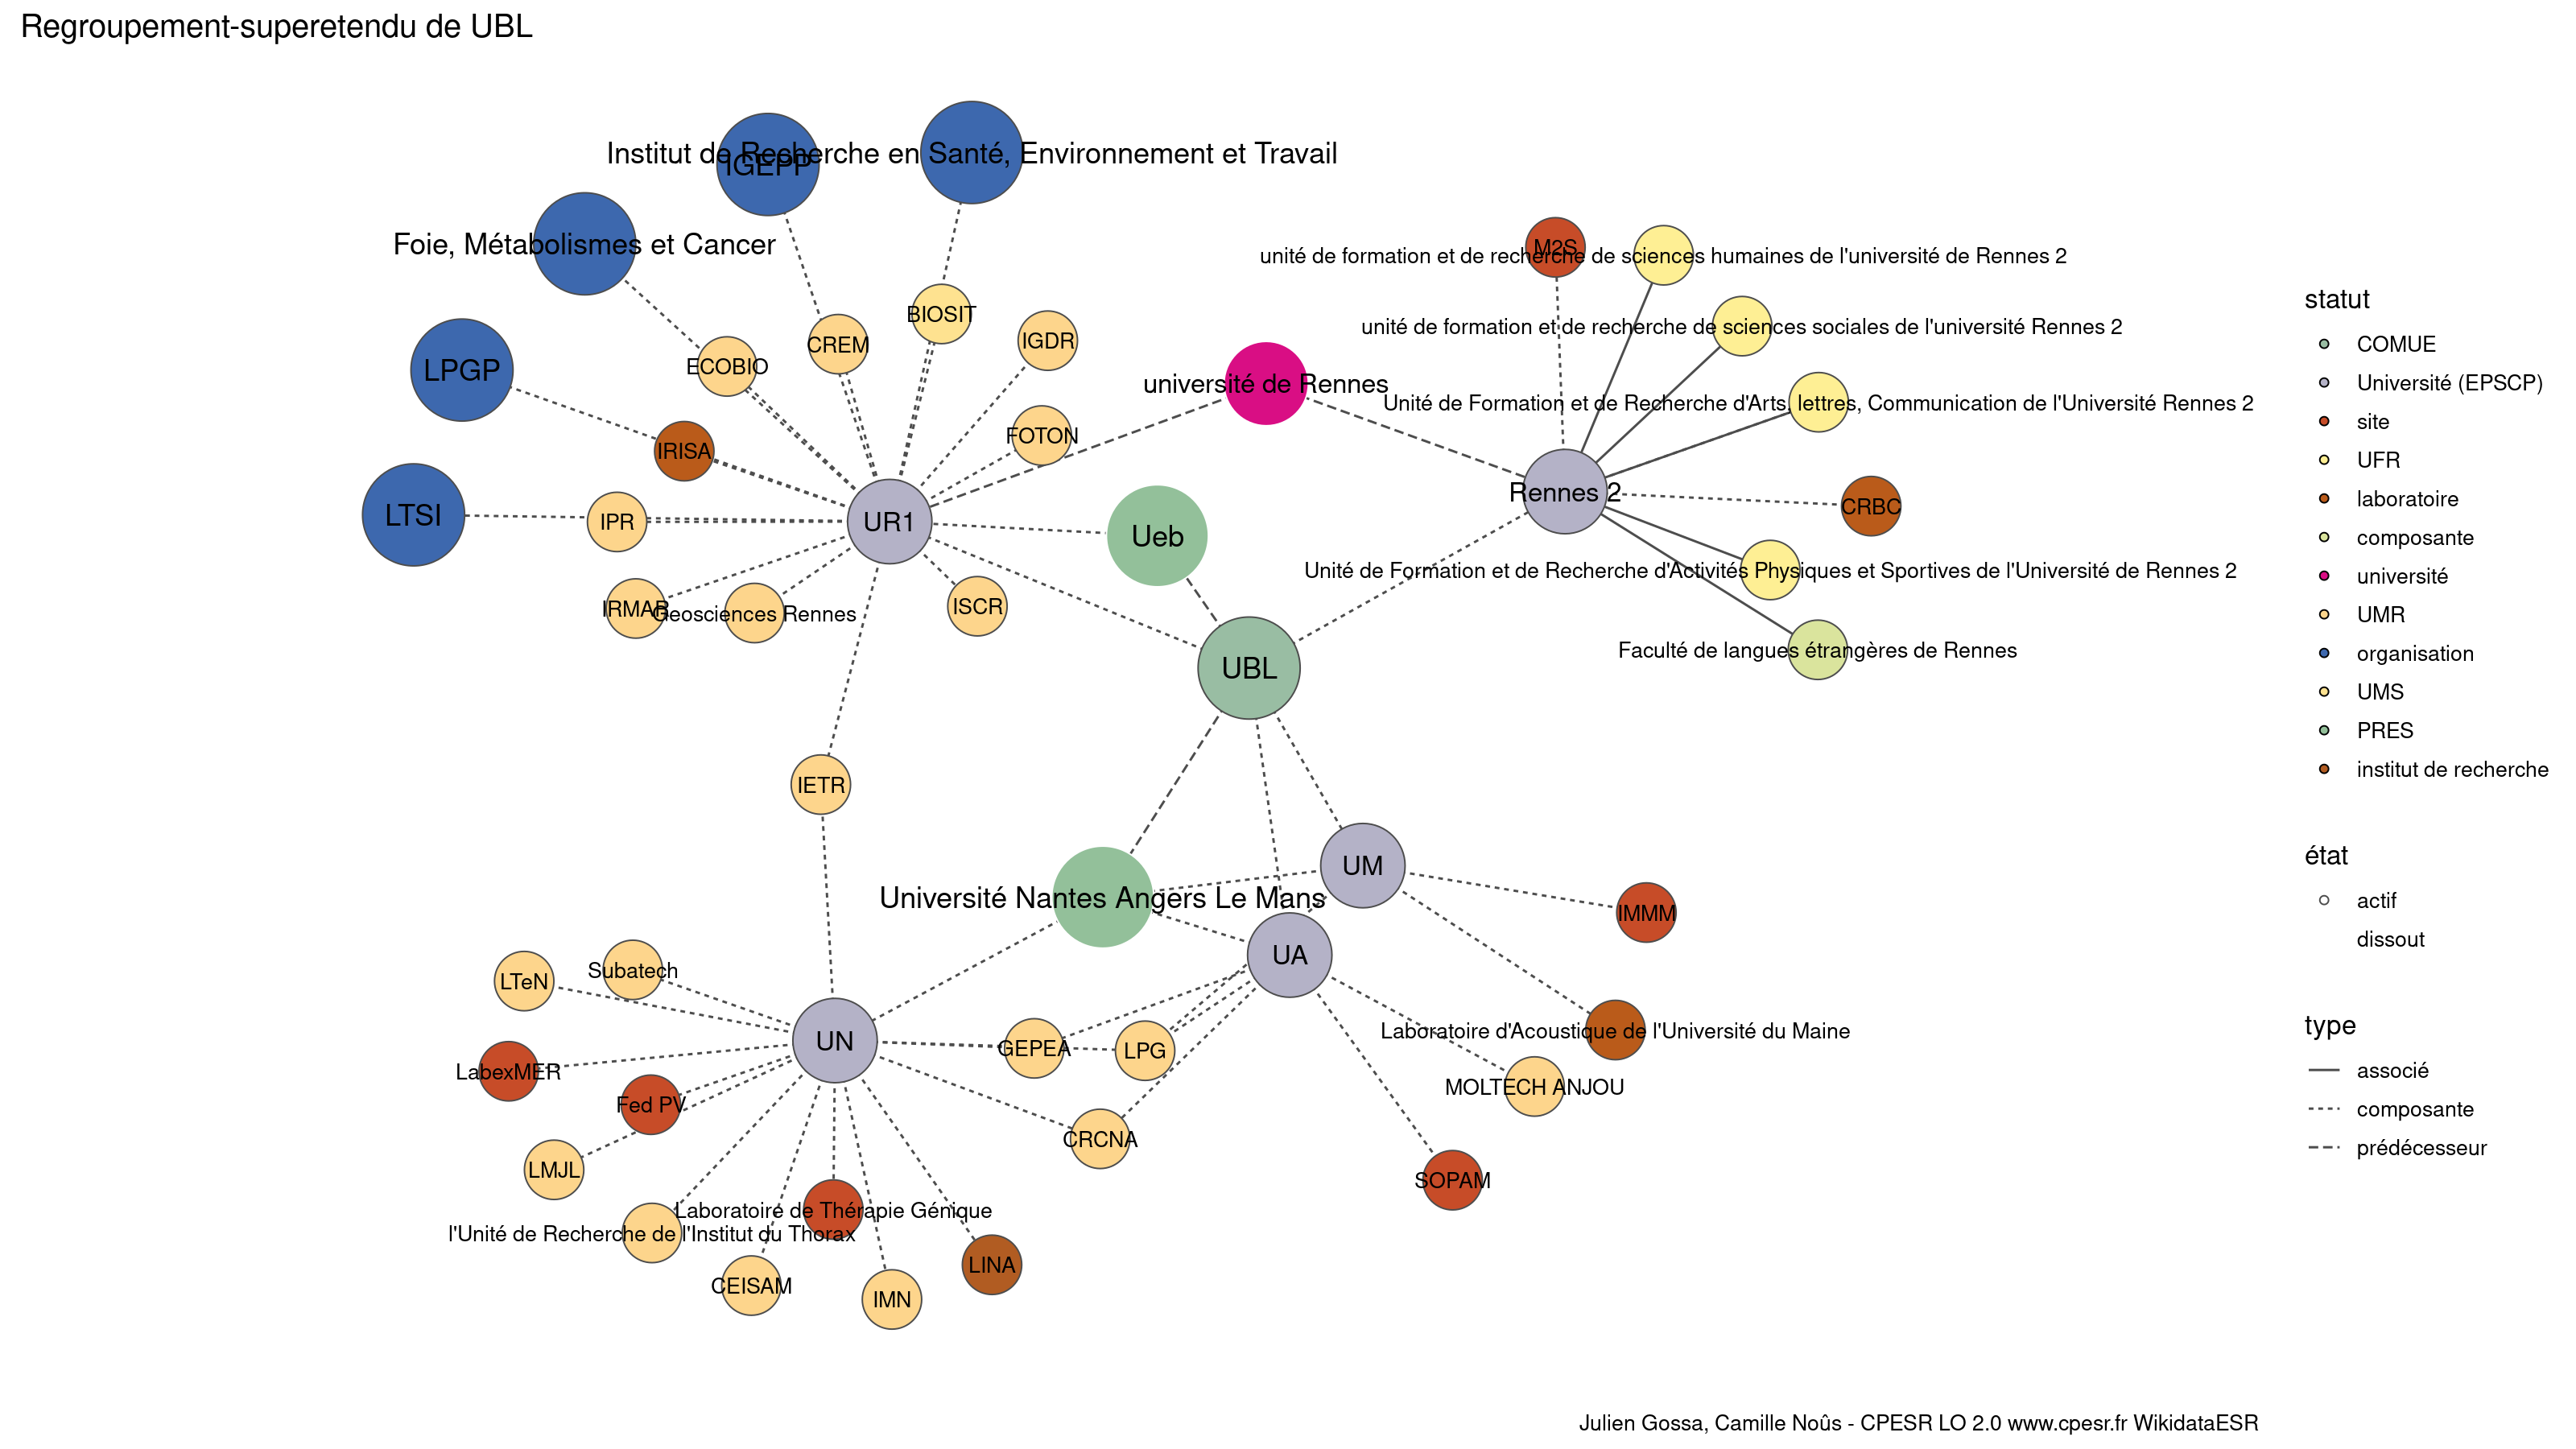 Regroupement-superetendu de UBL
Institut de Recherche en Santé, Environnement et Travail
IGEPP
Foie, Métabolismes et Cancer
M2S
unité de formation et de recherche de sciences humaines de l'université de Rennes 2
BIOSIT
unité de formation et de recherche de sciences sociales de l'université Rennes 2
CREM
IGDR
ECOBIO
LPGP
université de Rennes
Unité de Formation et de Recherche d'Arts, lettres, Communication de l'Université Rennes 2
FOTON
IRISA
Rennes 2
CRBC
LTSI
IPR
UR1
Ueb
Unité de Formation et de Recherche d'Activités Physiques et Sportives de l'Université de Rennes 2
IRMAR
Geosciences Rennes
ISCR
Faculté de langues étrangères de Rennes
UBL
IETR
UM
Université Nantes Angers Le Mans
IMMM
UA
LTeN
Subatech
UN
GEPEA
LPG
Laboratoire d'Acoustique de l'Université du Maine
LabexMER
MOLTECH ANJOU
Fed PV
CRCNA
LMJL
SOPAM
Laboratoire de Thérapie Génique
l'Unité de Recherche de l'Institut du Thorax
LINA
CEISAM
IMN
statut
COMUE
Université (EPSCP)
site
UFR
laboratoire
composante
université
UMR
organisation
UMS
PRES
institut de recherche
état
actif
dissout
type
associé
composante
prédécesseur
Julien Gossa, Camille Noûs - CPESR LO 2.0 www.cpesr.fr WikidataESR